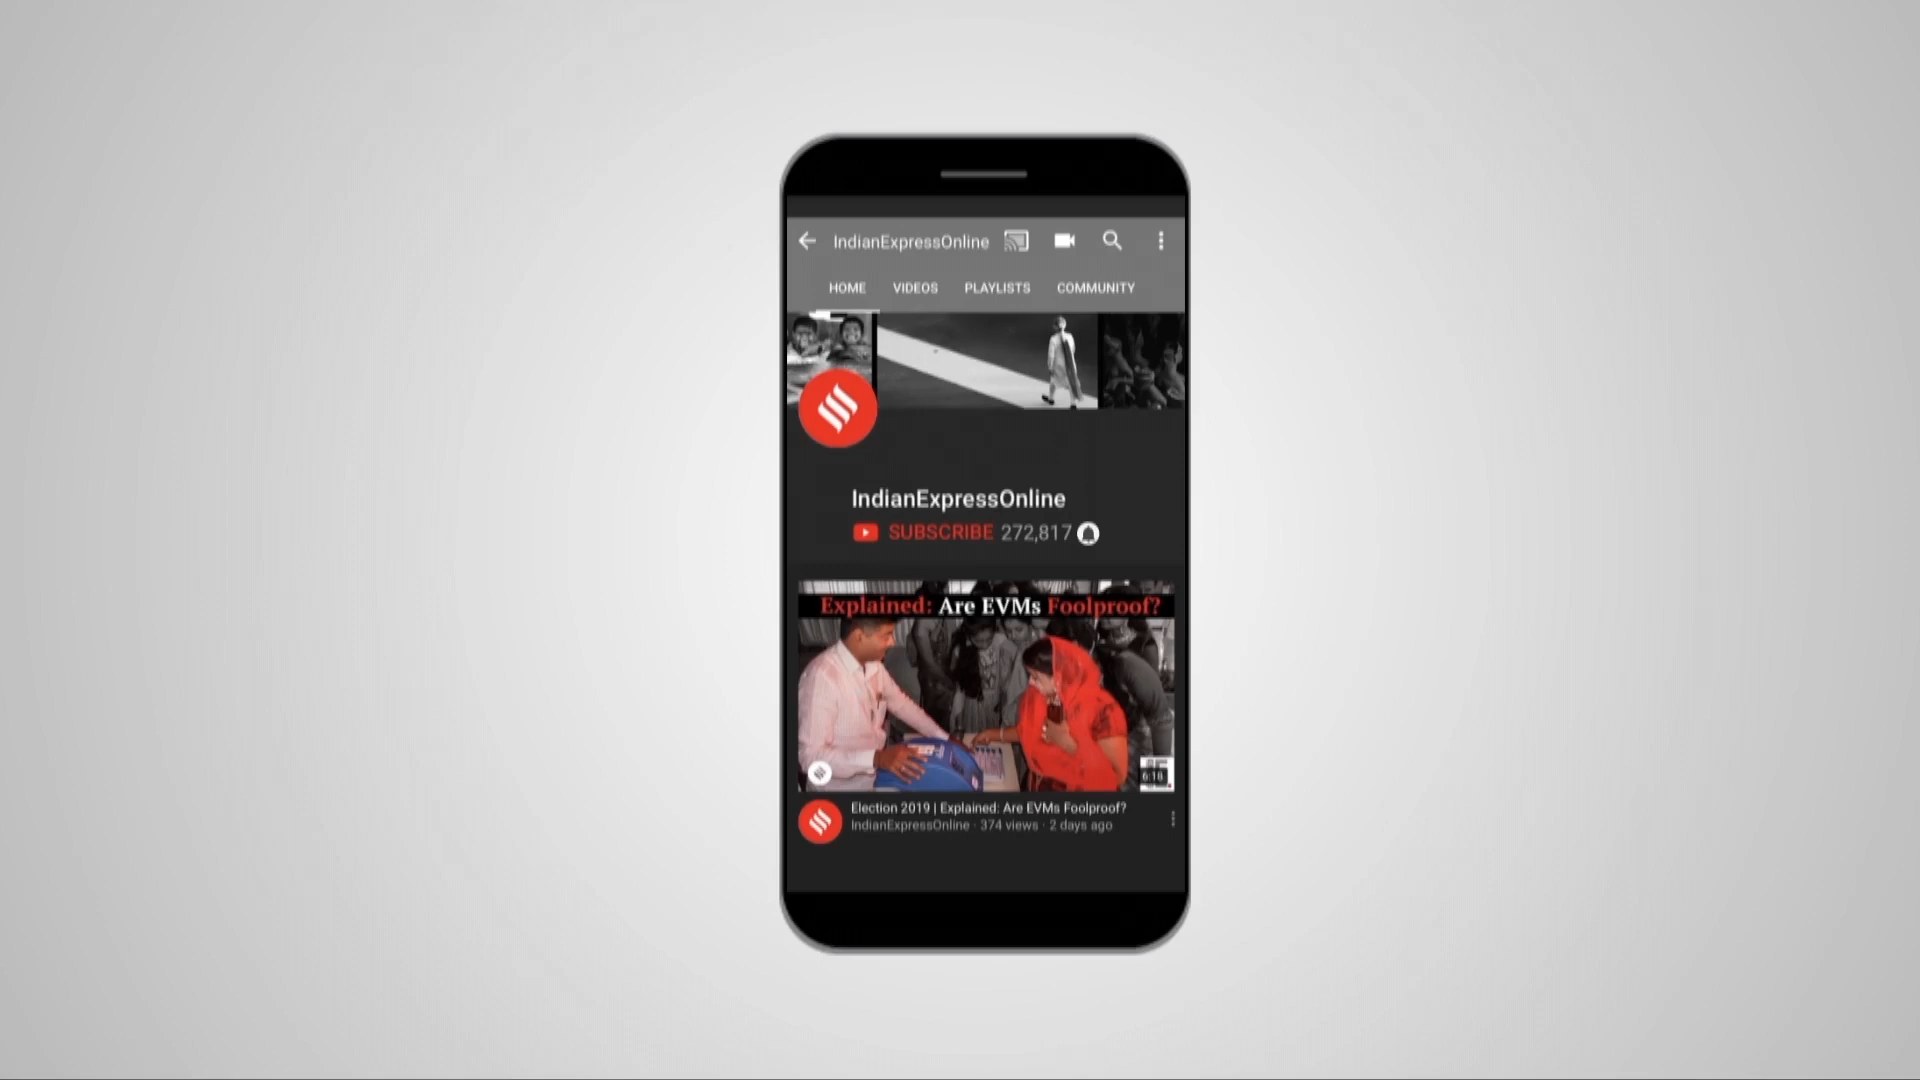 IndianExpressOnline
HOME VIDEOS PLAYLISTS COMMUNITY
IndianExpressOnline
SUBSCRIBE 272,817
Explained: Are EVMs Foolproof?
6:18
Election 2019 | Explained: Are EVMs Foolproof?
IndianExpressOnline · 374 views · 2 days ago